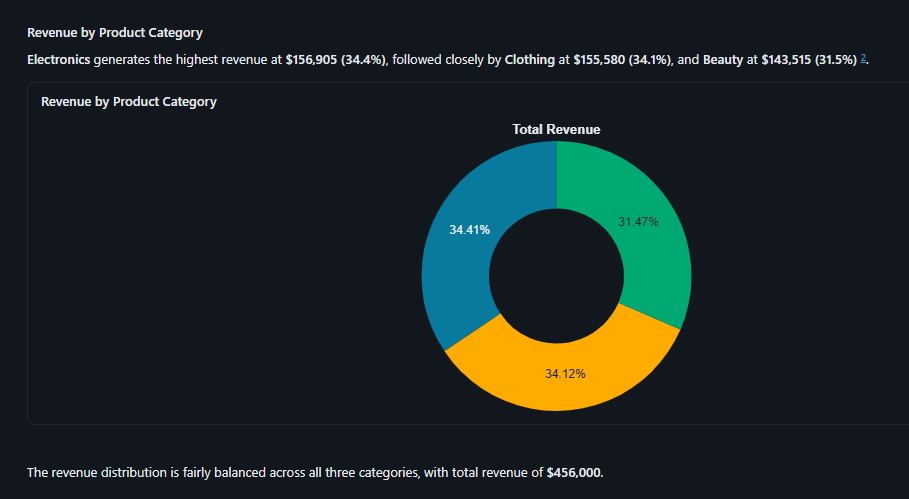 Revenue by Product Category
Electronics generates the highest revenue at $156,905 (34.4%), followed closely by Clothing at $155,580 (34.1%), and Beauty at $143,515 (31.5%) 2.
Revenue by Product Category
Total Revenue
31.47%
34.41%
34.12%
The revenue distribution is fairly balanced across all three categories, with total revenue of $456,000.